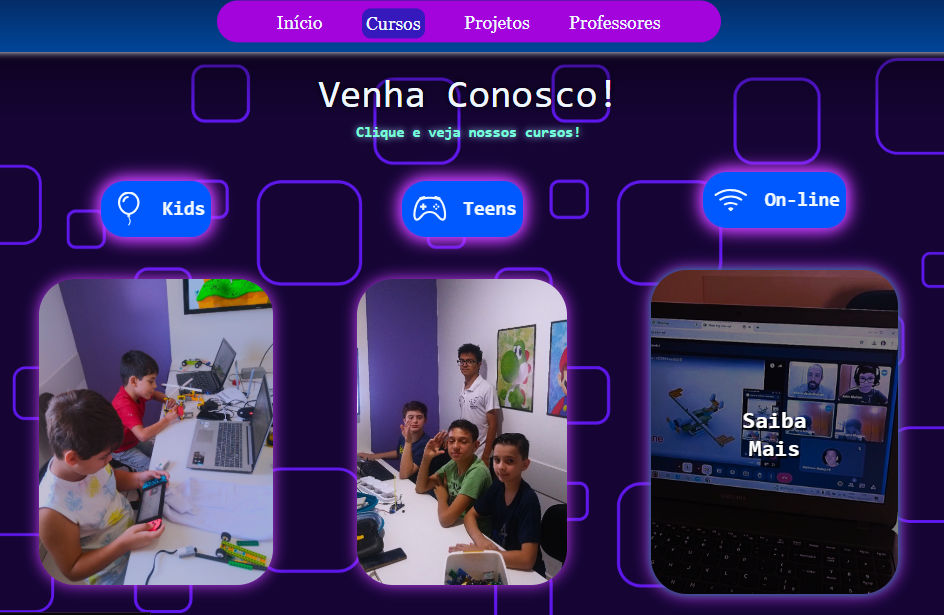 Início Cursos Projetos Professores
Venha Conosco!
Clique e veja nossos cursos!
Kids Teens On-line
Saiba
Mais